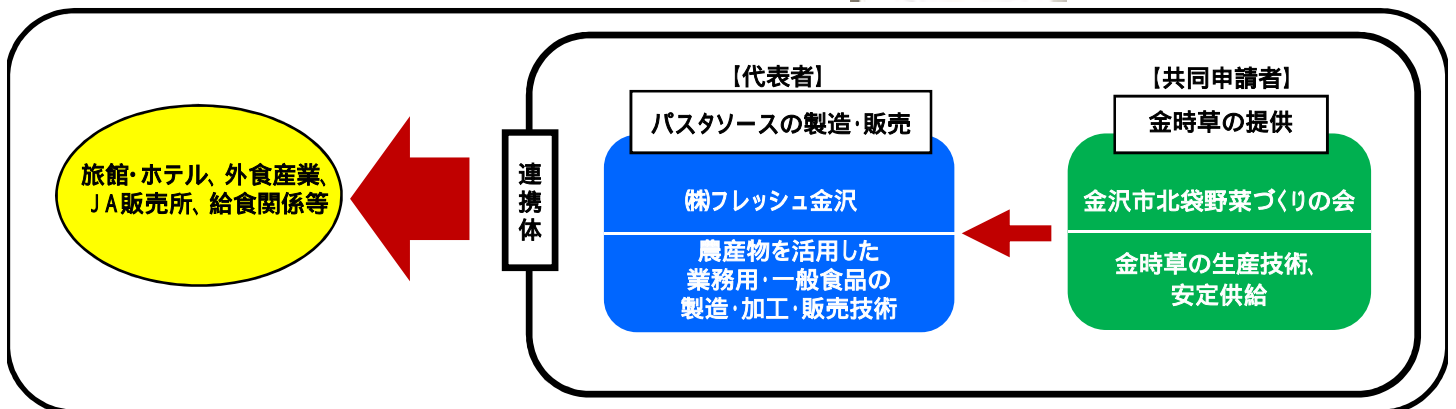 【代表者】
パスタソースの製造・販売
㈱フレッシュ金沢
農産物を活用した
業務用・一般食品の
製造・加工・販売技術
【共同申請者】
金時草の提供
金沢市北袋野菜づくりの会
金時草の生産技術、
安定供給
連携体
旅館・ホテル、外食産業、
JA販売所、給食関係等